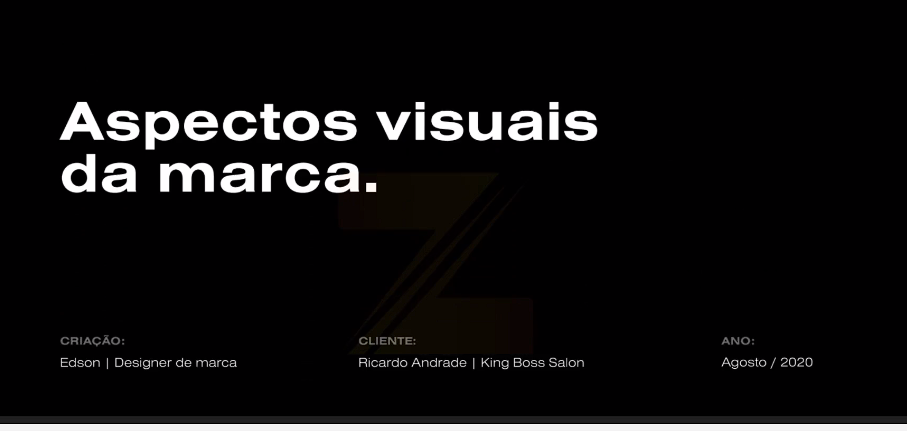 Aspectos visuais
da marca.
CRIAÇÃO:
Edson | Designer de marca
CLIENTE:
Ricardo Andrade | King Boss Salon
ANO:
Agosto / 2020